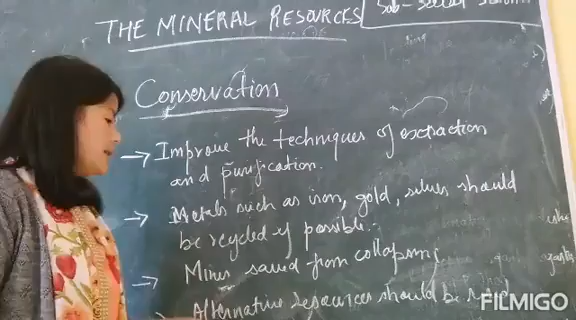 THE MINERAL RESOURCES
Sub-
Conservation
→ Improve the techniques of extraction
and purification.
→ Metals such as iron, gold, silver should
be recycled if possible.
→ Mines saved from collapsing
Alternative resources should be
FILMIGO